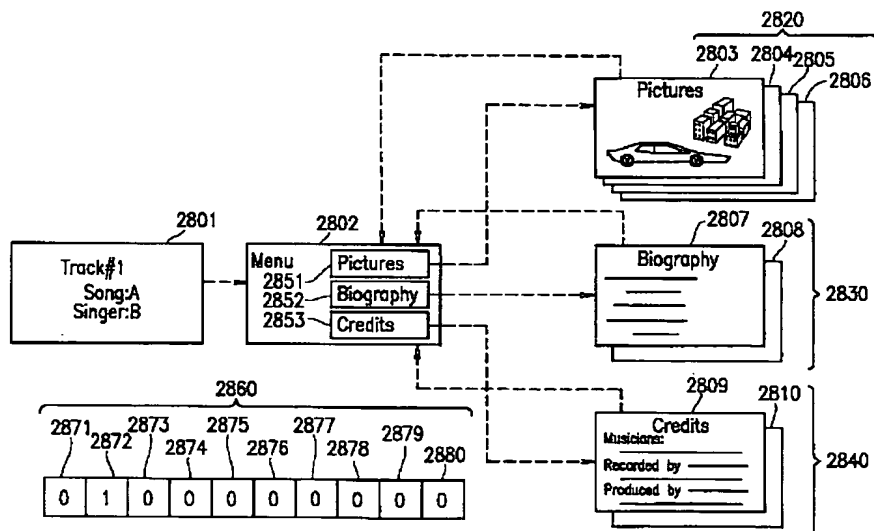 2820
2803
2804
2805
2806
Pictures
2801
Track#1
Song:A
Singer:B
2802
Menu
2851
Pictures
2852
Biography
2853
Credits
2807
2808
Biography
2830
2809
2810
Credits
Musicians:
Recorded by
Produced by
2840
2860
2871
2872
2873
2874
2875
2876
2877
2878
2879
2880
0 1 0 0 0 0 0 0 0 0